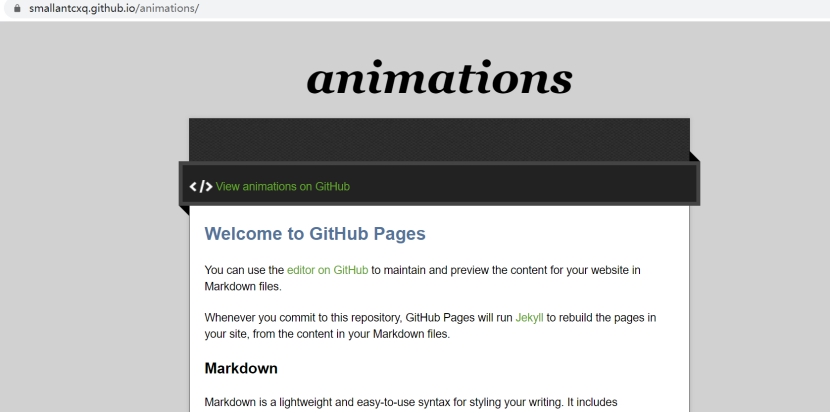 smallantcxq.github.io/animations/
animations
</> View animations on GitHub
Welcome to GitHub Pages
You can use the editor on GitHub to maintain and preview the content for your website in
Markdown files.
Whenever you commit to this repository, GitHub Pages will run Jekyll to rebuild the pages in
your site, from the content in your Markdown files.
Markdown
Markdown is a lightweight and easy-to-use syntax for styling your writing. It includes